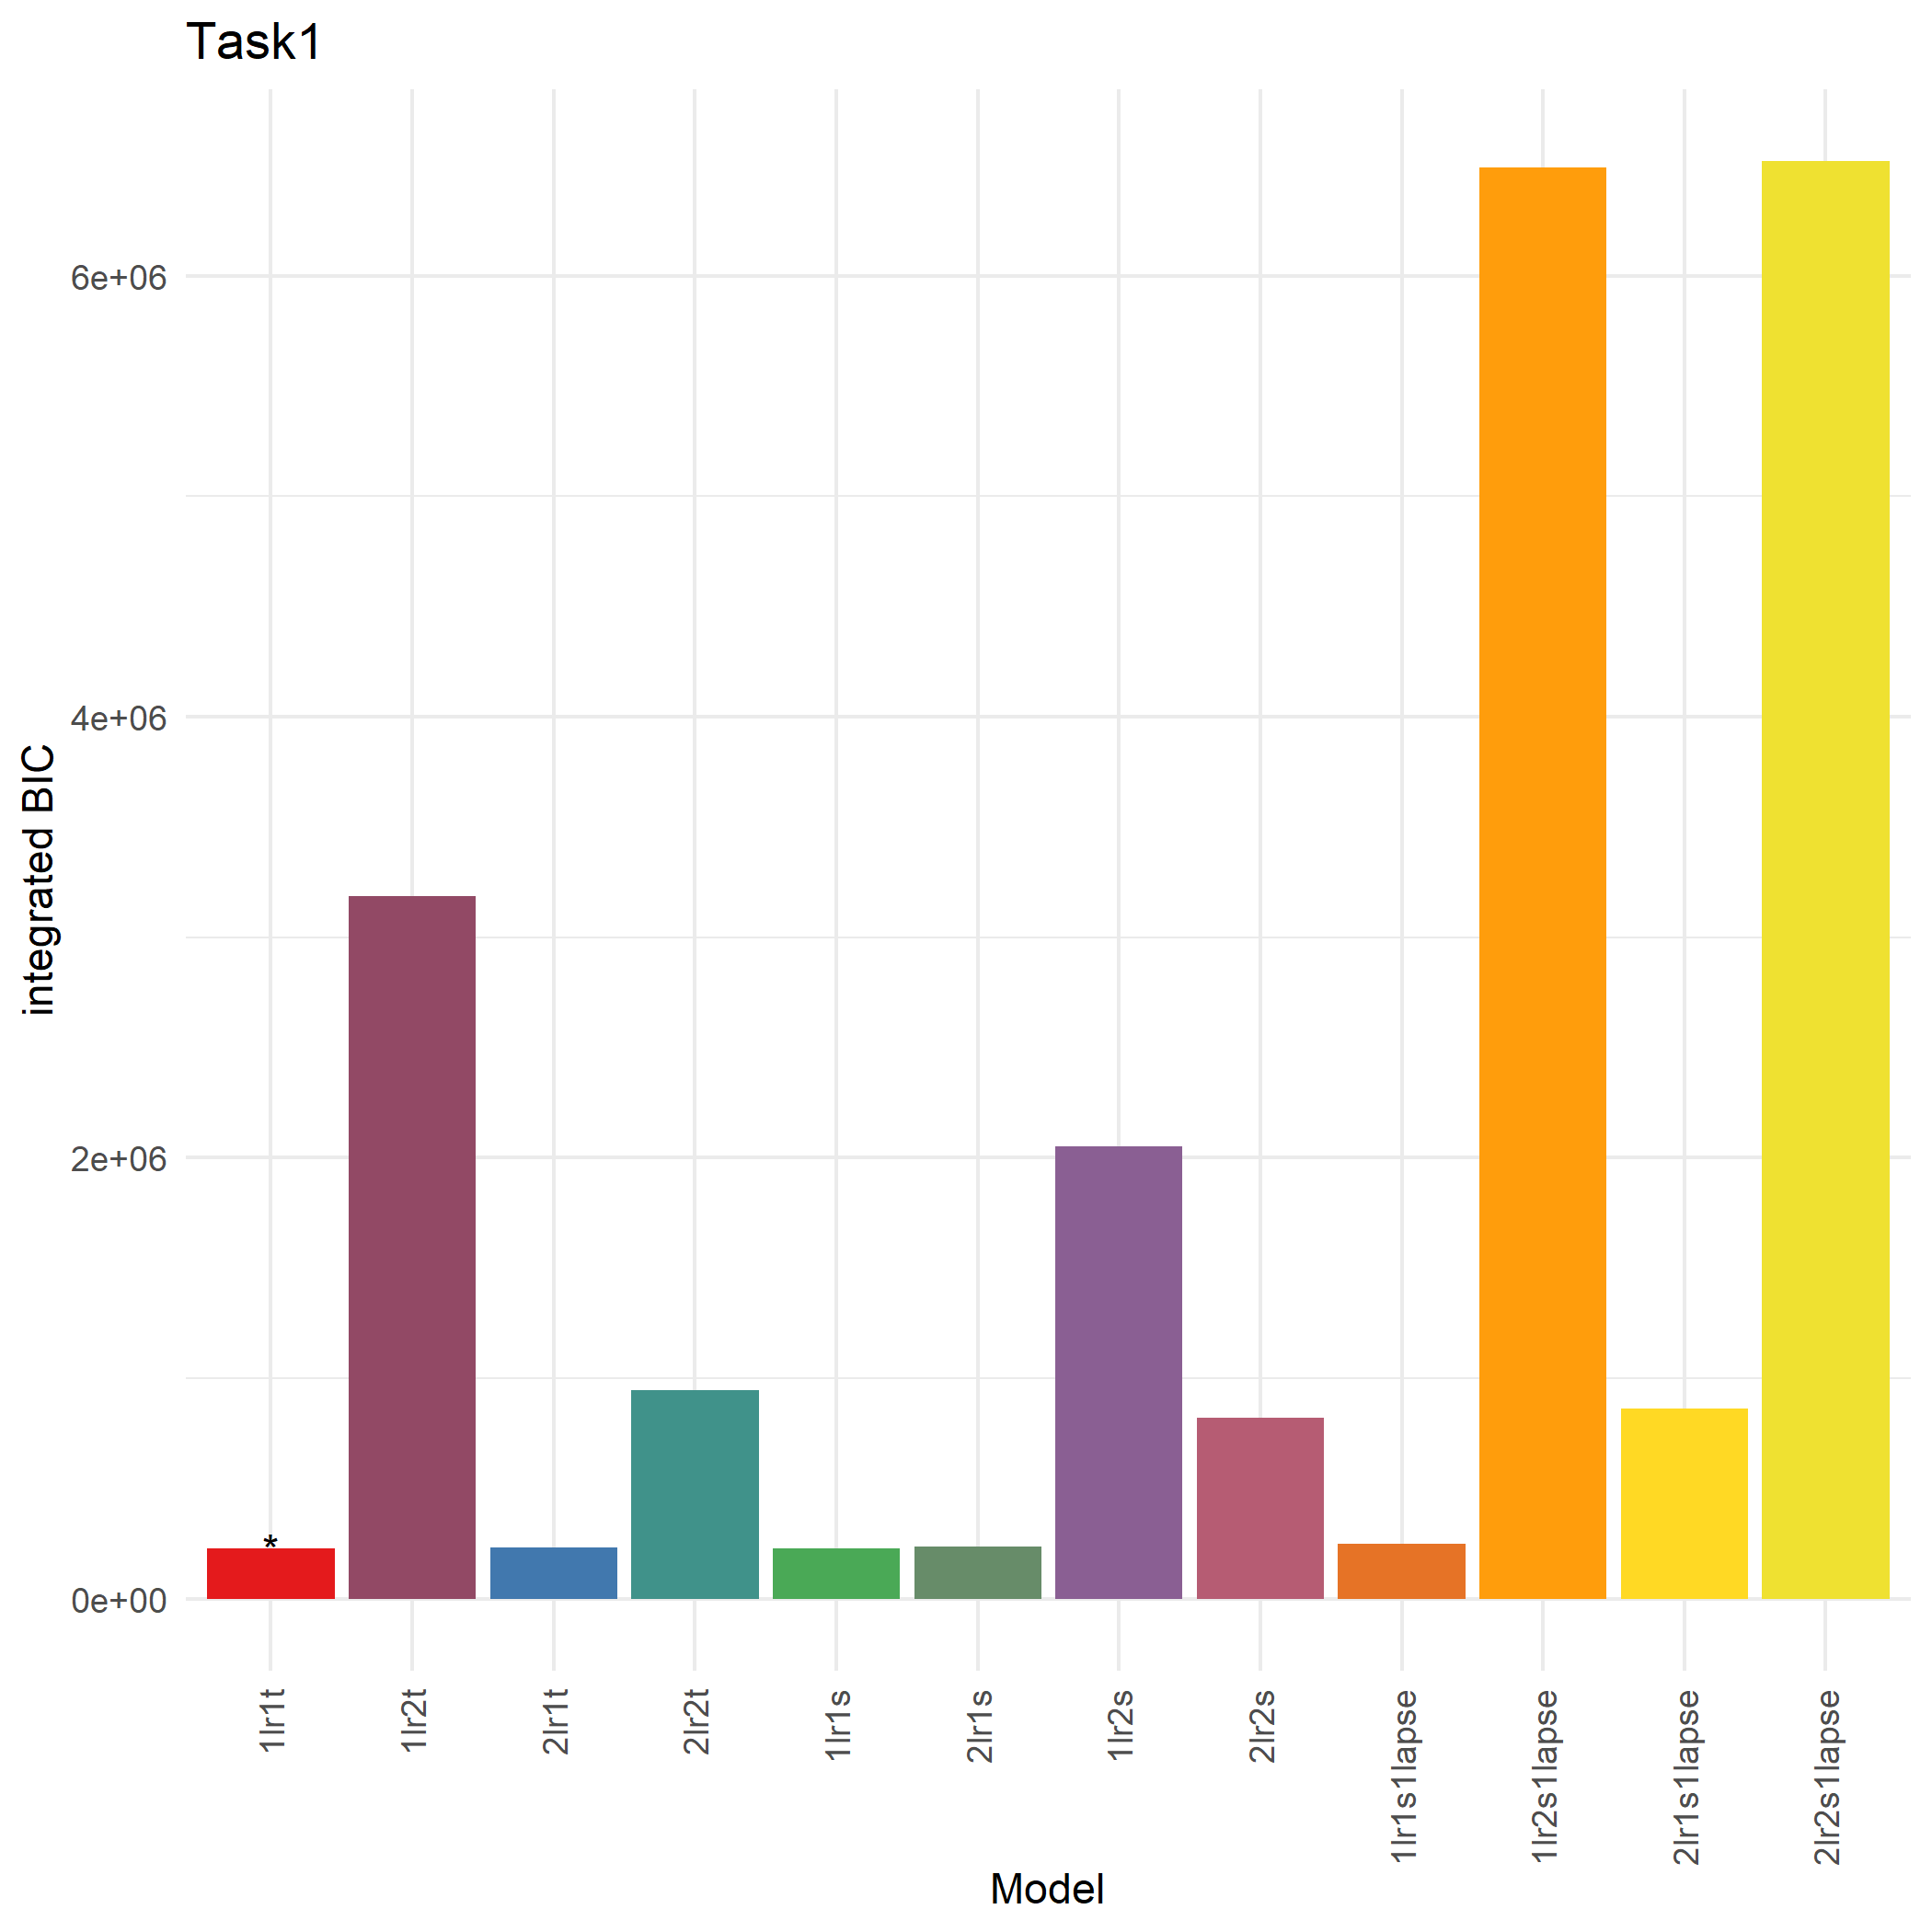 Task1
integrated BIC
6e+06
4e+06
2e+06
0e+00
*
1lr1t
1lr2t
2lr1t
2lr2t
1lr1s
2lr1s
1lr2s
2lr2s
1lr1s1lapse
1lr2s1lapse
2lr1s1lapse
2lr2s1lapse
Model